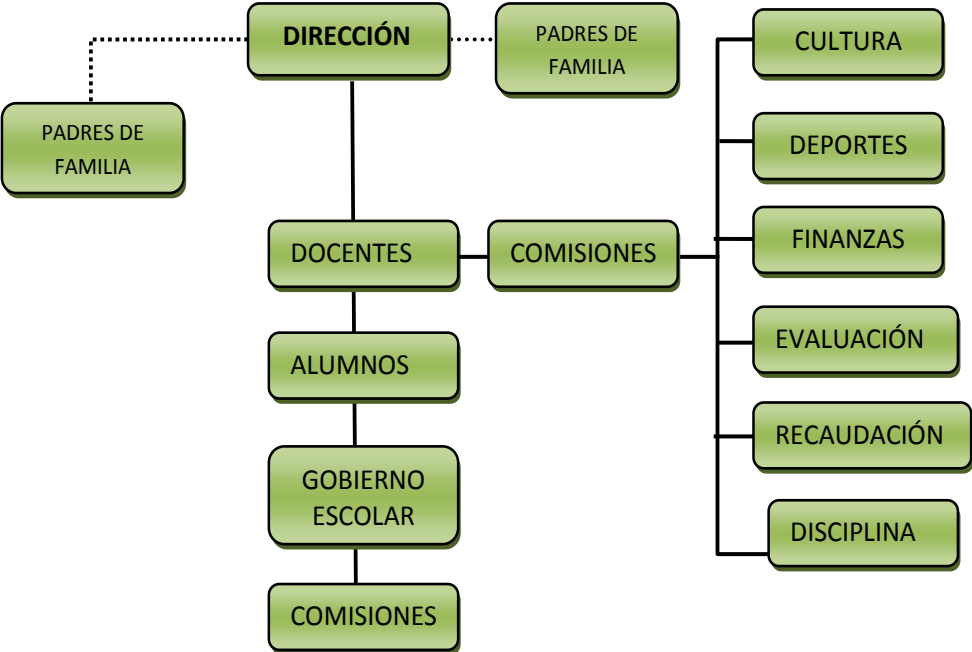 DIRECCIÓN
PADRES DE
FAMILIA
CULTURA
PADRES DE
FAMILIA
DEPORTES
DOCENTES
COMISIONES
FINANZAS
ALUMNOS
EVALUACIÓN
GOBIERNO
ESCOLAR
RECAUDACIÓN
DISCIPLINA
COMISIONES